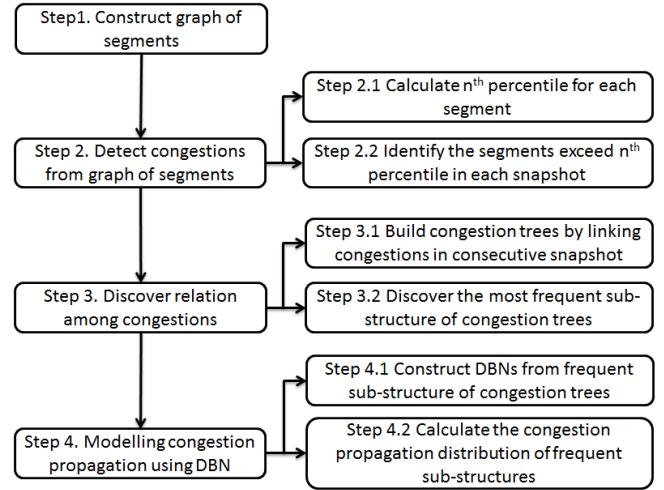 Step1. Construct graph of
segments
Step 2.1 Calculate nth percentile for each
segment
Step 2. Detect congestions
from graph of segments
Step 2.2 Identify the segments exceed nth
percentile in each snapshot
Step 3.1 Build congestion trees by linking
congestions in consecutive snapshot
Step 3. Discover relation
among congestions
Step 3.2 Discover the most frequent sub-
structure of congestion trees
Step 4.1 Construct DBNs from frequent
sub-structure of congestion trees
Step 4. Modelling congestion
propagation using DBN
Step 4.2 Calculate the congestion
propagation distribution of frequent
sub-structures